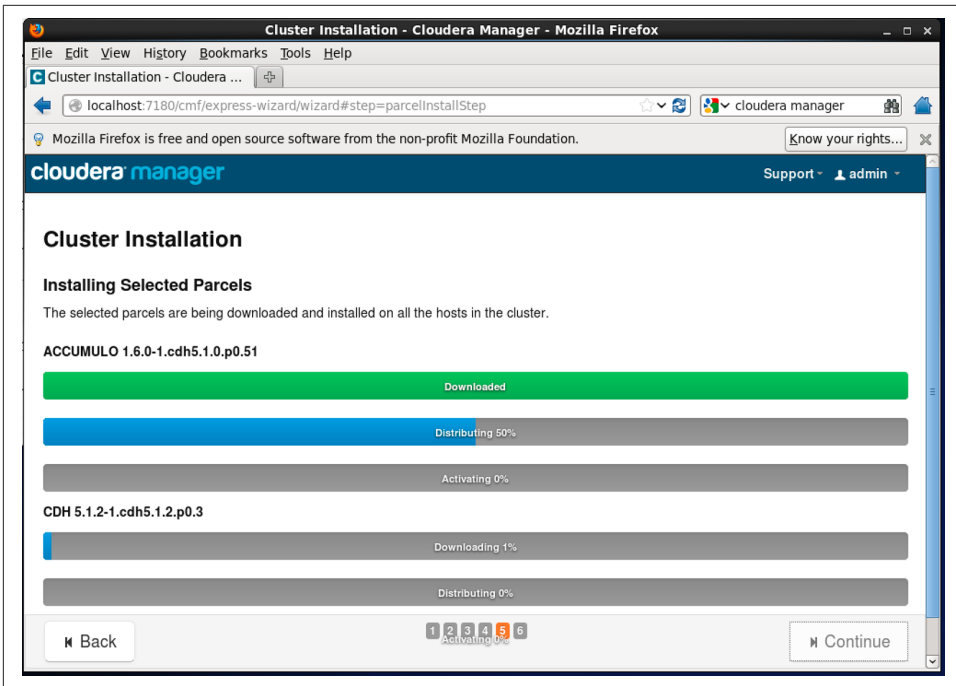 Cluster Installation - Cloudera Manager - Mozilla Firefox
File Edit View History Bookmarks Tools Help
Cluster Installation - Cloudera ...
localhost:7180/cmf/express-wizard/wizard#step=parcelInstallStep
cloudera manager
Mozilla Firefox is free and open source software from the non-profit Mozilla Foundation.
Know your rights...
cloudera manager
Support admin
Cluster Installation
Installing Selected Parcels
The selected parcels are being downloaded and installed on all the hosts in the cluster.
ACCUMULO 1.6.0-1.cdh5.1.0.p0.51
Downloaded
Distributing 50%
Activating 0%
CDH 5.1.2-1.cdh5.1.2.p0.3
Downloading 1%
Distributing 0%
Back
1 2 3 4 5 6
Activating 0%
Continue